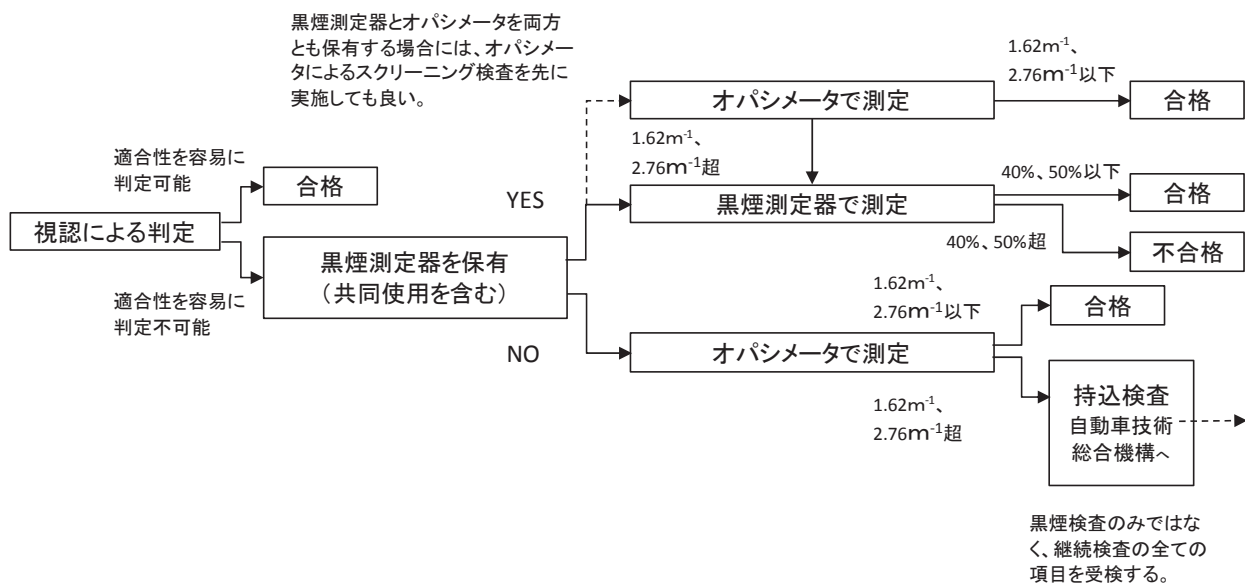 黒煙測定器とオパシメータを両方
とも保有する場合には、オパシメー
タによるスクリーニング検査を先に
実施しても良い。
オパシメータで測定
1.62m⁻¹、
2.76m⁻¹以下
合格
1.62m⁻¹、
2.76m⁻¹超
適合性を容易に
判定可能
合格
YES
黒煙測定器で測定
40%、50%以下
合格
視認による判定
黒煙測定器を保有
（共同使用を含む）
40%、50%超
不合格
適合性を容易に
判定不可能
NO
オパシメータで測定
1.62m⁻¹、
2.76m⁻¹以下
合格
1.62m⁻¹、
2.76m⁻¹超
持込検査
自動車技術
総合機構へ
黒煙検査のみではな
く、継続検査の全ての
項目を受検する。